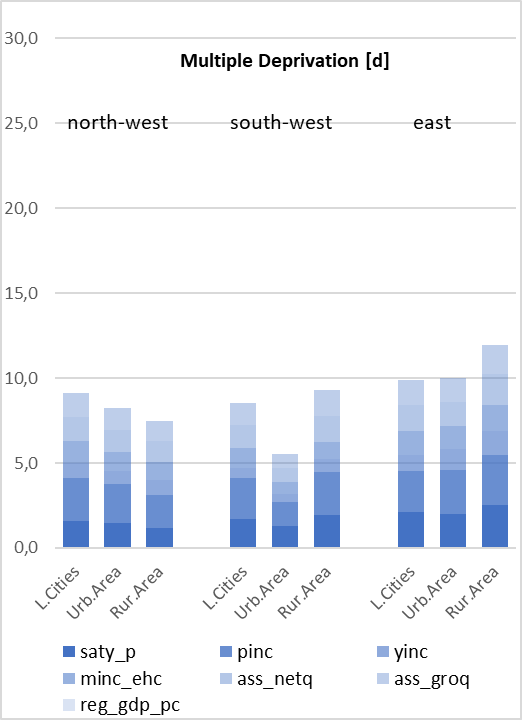 30,0
Multiple Deprivation [d]
25,0
north-west south-west east
20,0
15,0
10,0
5,0
0,0
L.Cities Urb.Area Rur.Area L.Cities Urb.Area Rur.Area L.Cities Urb.Area Rur.Area
saty_p pinc yinc
minc_ehc ass_netq ass_groq
reg_gdp_pc